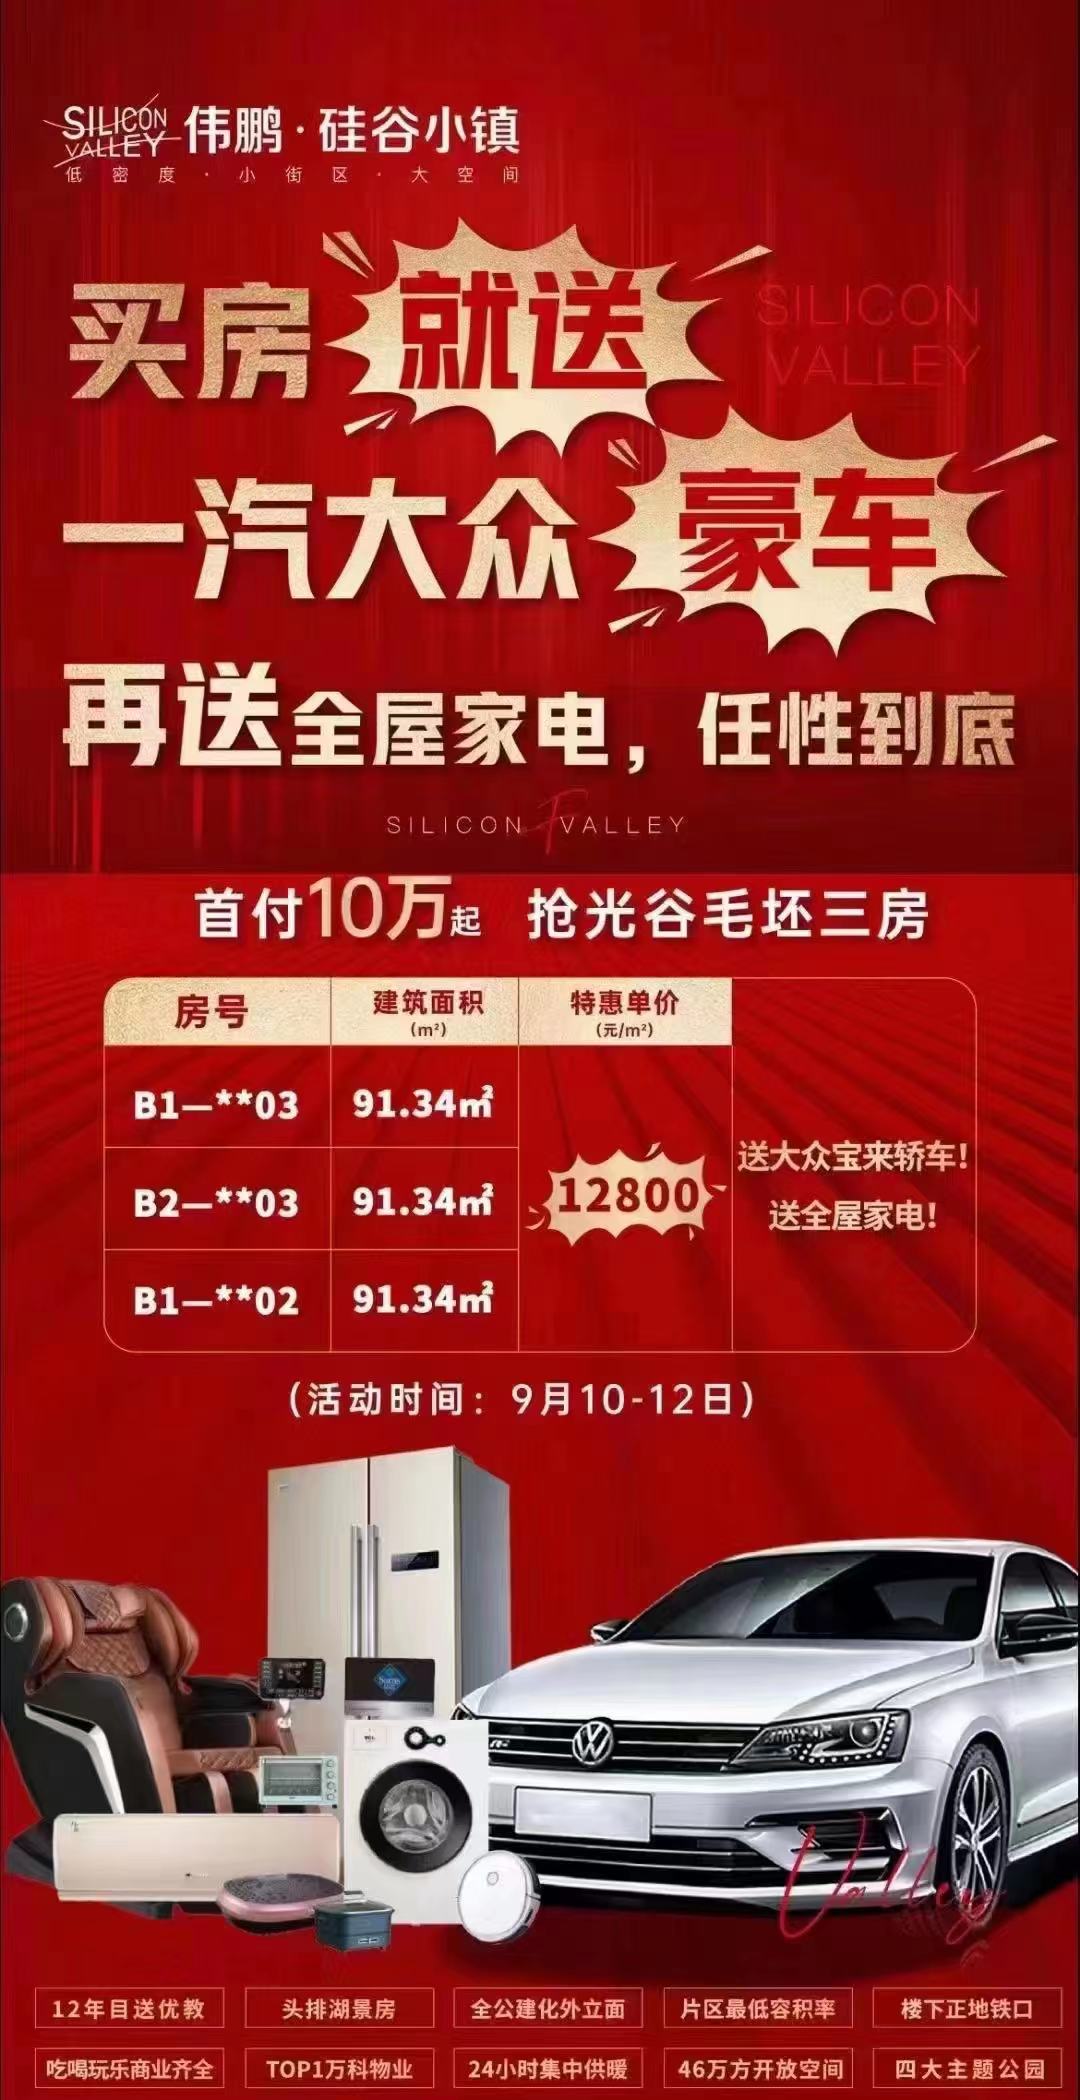 SILICON
VALLEY
伟鹏·硅谷小镇
低密度·小街区·大空间
买房就送
SILICON
VALLEY
一汽大众豪车
再送全屋家电，任性到底
SILICON VALLEY
首付10万起 抢光谷毛坯三房
房号 建筑面积(m²) 特惠单价(元/m²)
B1—**03 91.34㎡
B2—**03 91.34㎡
B1—**02 91.34㎡
12800
送大众宝来轿车!
送全屋家电!
(活动时间：9月10-12日)
Valley
12年目送优教 头排湖景房 全公建化外立面 片区最低容积率 楼下正地铁口
吃喝玩乐商业齐全 TOP1万科物业 24小时集中供暖 46万方开放空间 四大主题公园